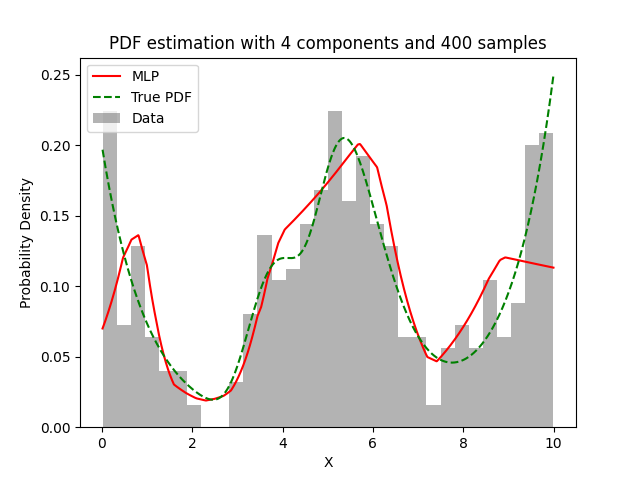 PDF estimation with 4 components and 400 samples
MLP
True PDF
Data
Probability Density
0.25
0.20
0.15
0.10
0.05
0.00
0 2 4 6 8 10
X